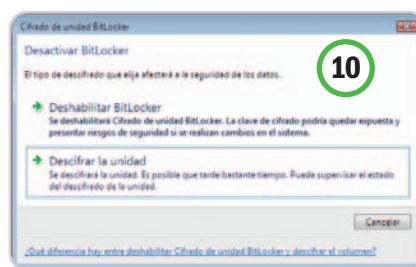 Cifrado de unidad BitLocker
Desactivar BitLocker
El tipo de descifrado que elija afectará a la seguridad de los datos.
10
Deshabilitar BitLocker
Se deshabilitará Cifrado de unidad BitLocker. La clave de cifrado podría quedar expuesta y
presentar riesgos de seguridad si se realizan cambios en el sistema.
Descifrar la unidad
Se descifrará la unidad. Es posible que tarde bastante tiempo. Puede supervisar el estado
del descifrado de la unidad.
Cancelar
¿Qué diferencia hay entre deshabilitar Cifrado de unidad BitLocker y descifrar el volumen?